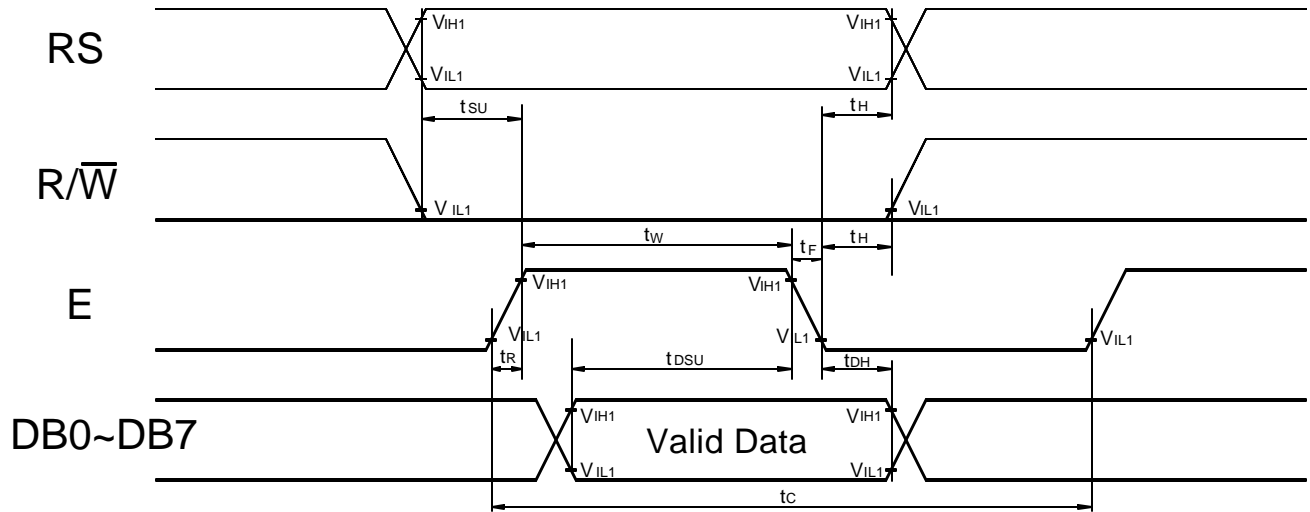 VIH1 VIH1
RS
VIL1 VIL1
tSU tH
R/W̅
VIL1 VIL1
tW tF tH
VIH1 VIH1
E
VIL1 VIL1 VIL1
tR tDSU tDH
VIH1 VIH1
DB0~DB7 Valid Data
VIL1 VIL1
tC